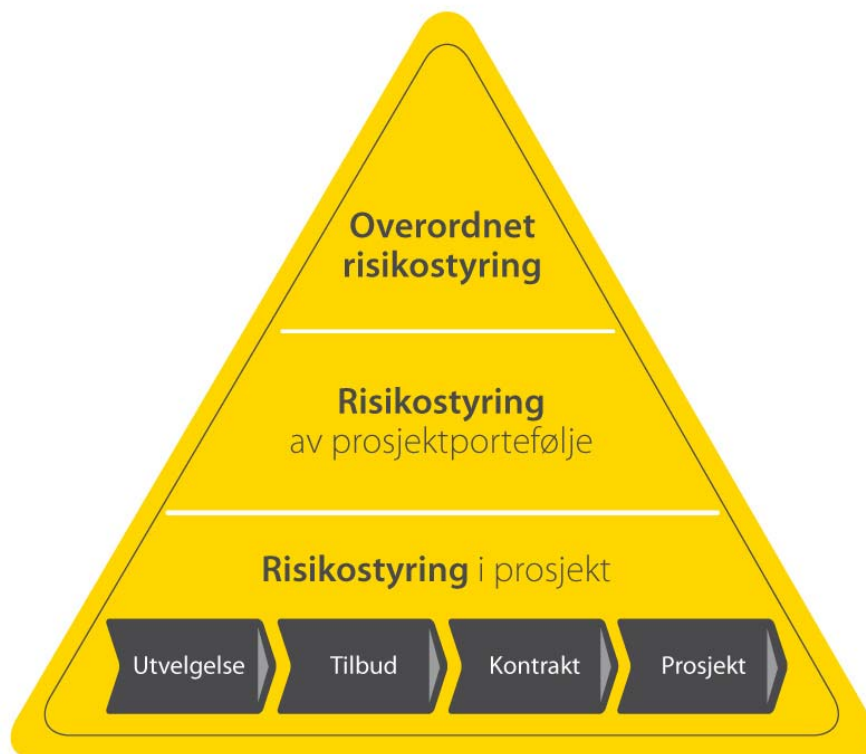 Overordnet
risikostyring
Risikostyring
av prosjektportefølje
Risikostyring i prosjekt
Utvelgelse
Tilbud
Kontrakt
Prosjekt